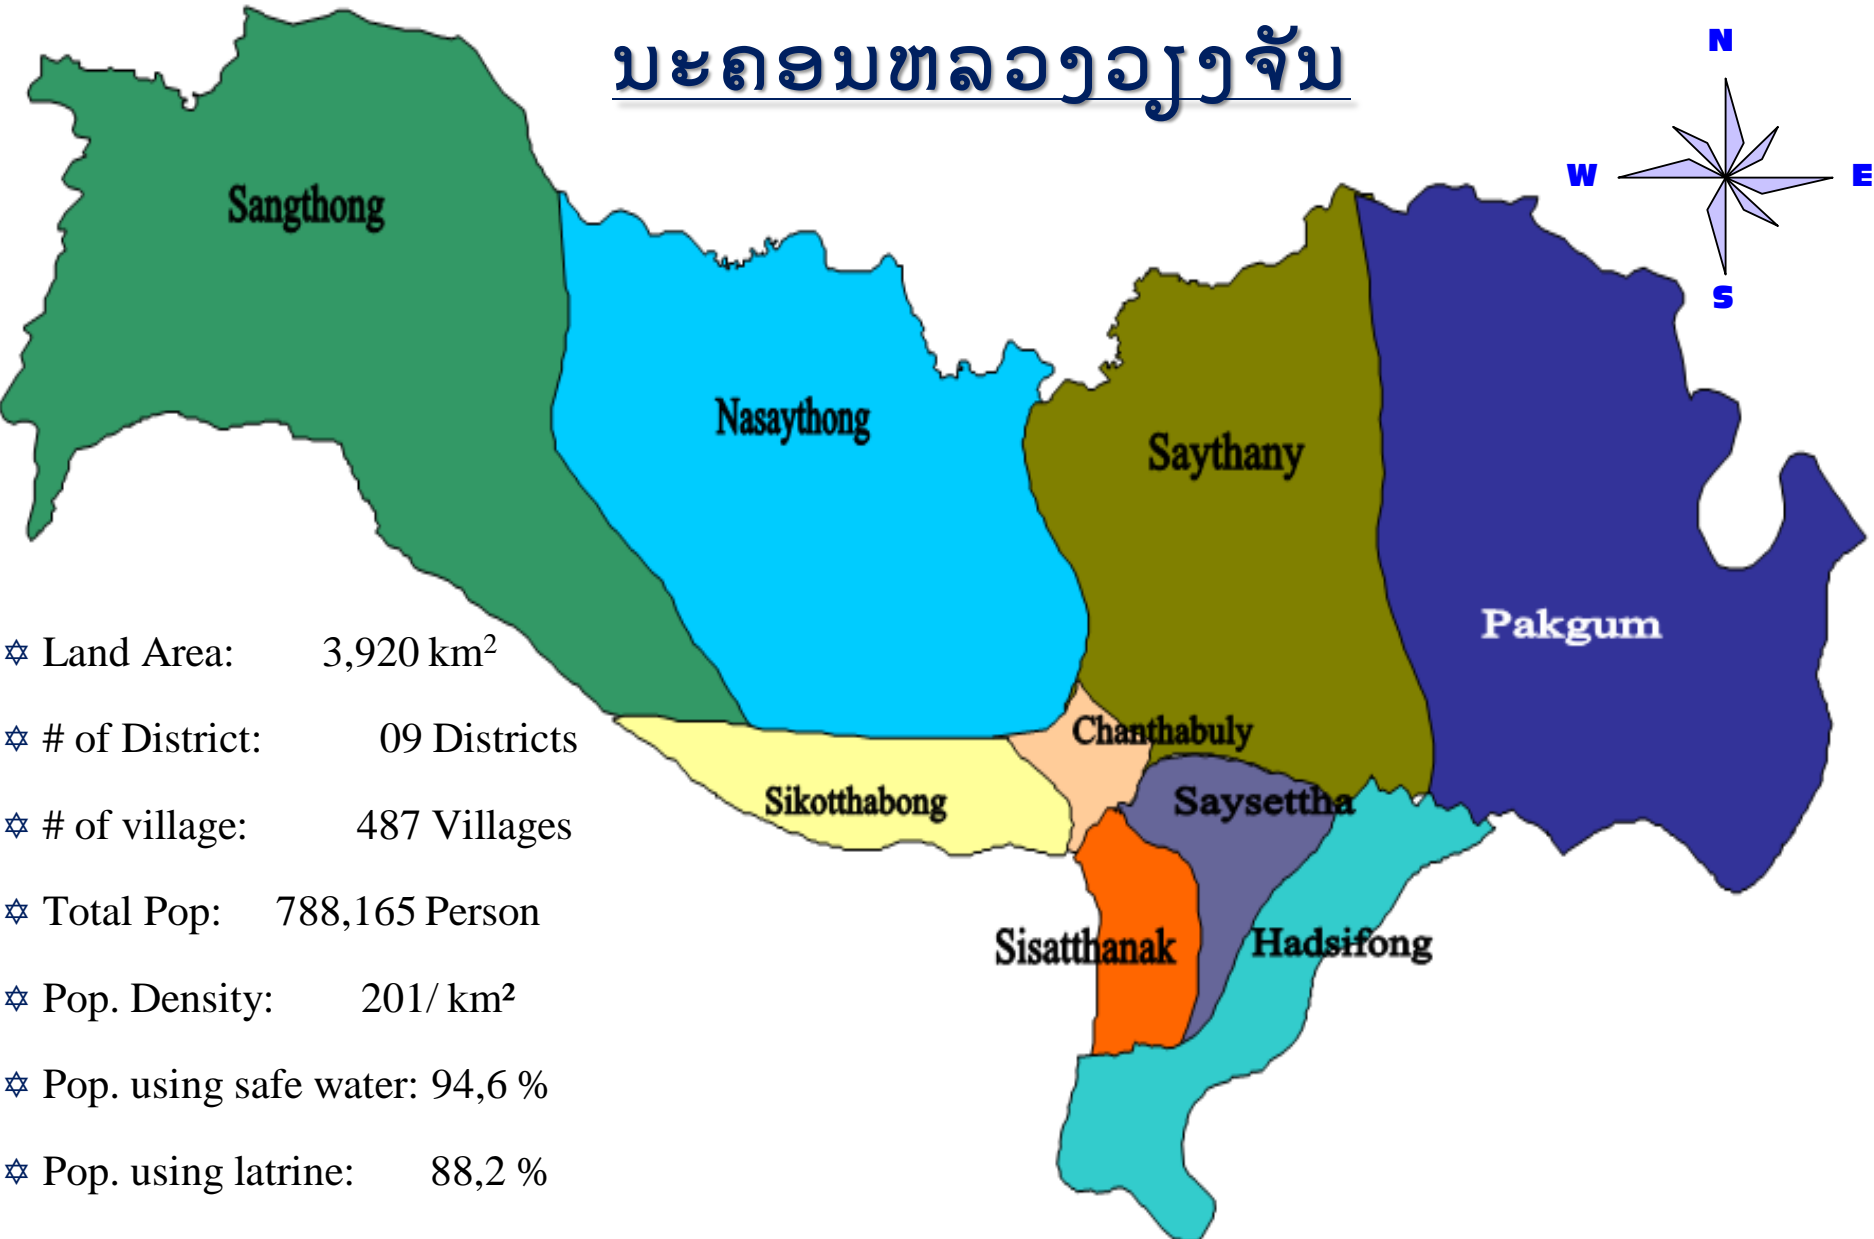 ນະຄອນຫລວງວຽງຈັນ
N
W E
S
Sangthong
Nasaythong
Saythany
Pakgum
Chanthabuly
Sikotthabong
Saysettha
Sisatthanak
Hadsifong
✡ Land Area: 3,920 km²
✡ # of District: 09 Districts
✡ # of village: 487 Villages
✡ Total Pop: 788,165 Person
✡ Pop. Density: 201/ km²
✡ Pop. using safe water: 94,6 %
✡ Pop. using latrine: 88,2 %